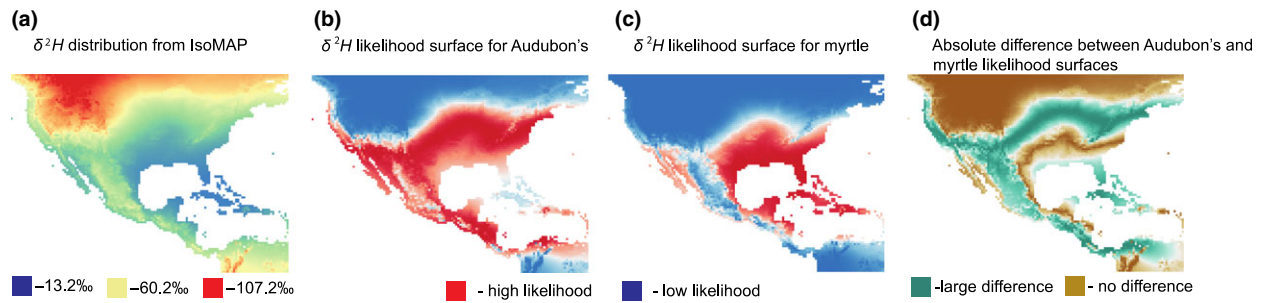 (a)
δ²H distribution from IsoMAP
(b)
δ²H likelihood surface for Audubon's
(c)
δ²H likelihood surface for myrtle
(d)
Absolute difference between Audubon's and
myrtle likelihood surfaces
–13.2‰ –60.2‰ –107.2‰
- high likelihood
- low likelihood
-large difference - no difference